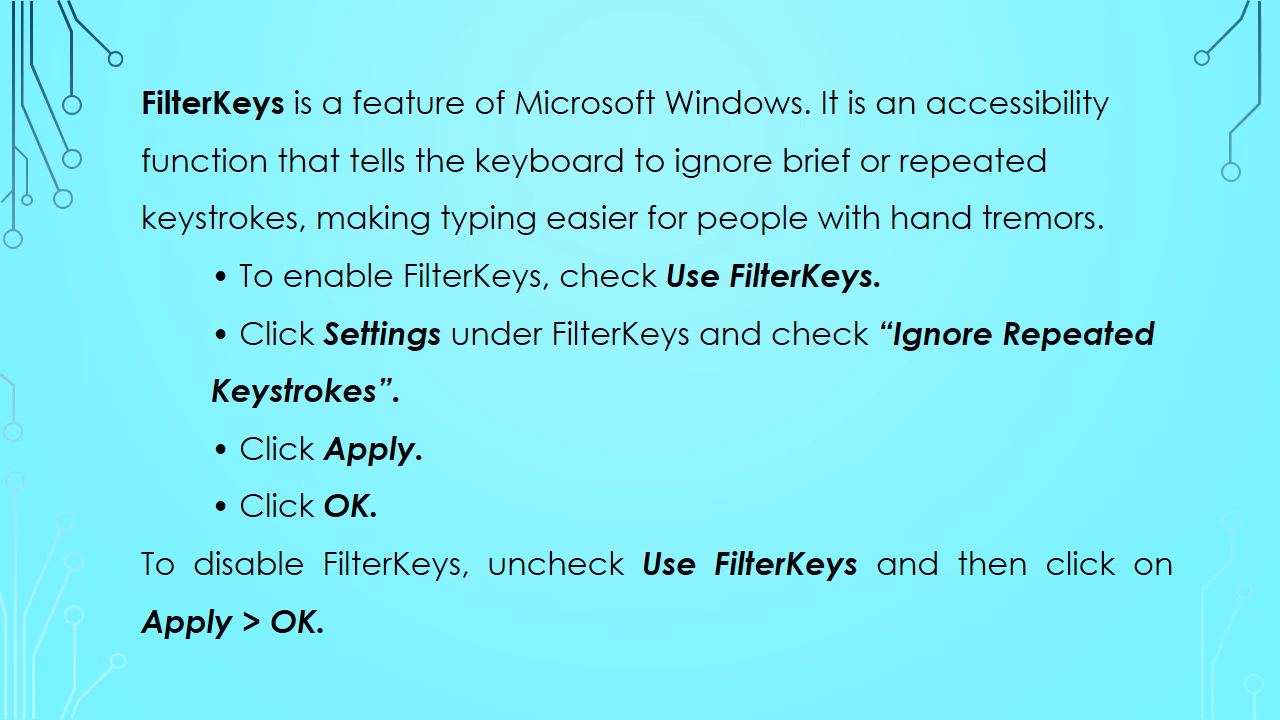 FilterKeys is a feature of Microsoft Windows. It is an accessibility
function that tells the keyboard to ignore brief or repeated
keystrokes, making typing easier for people with hand tremors.
• To enable FilterKeys, check Use FilterKeys.
• Click Settings under FilterKeys and check “Ignore Repeated
Keystrokes”.
• Click Apply.
• Click OK.
To disable FilterKeys, uncheck Use FilterKeys and then click on
Apply > OK.